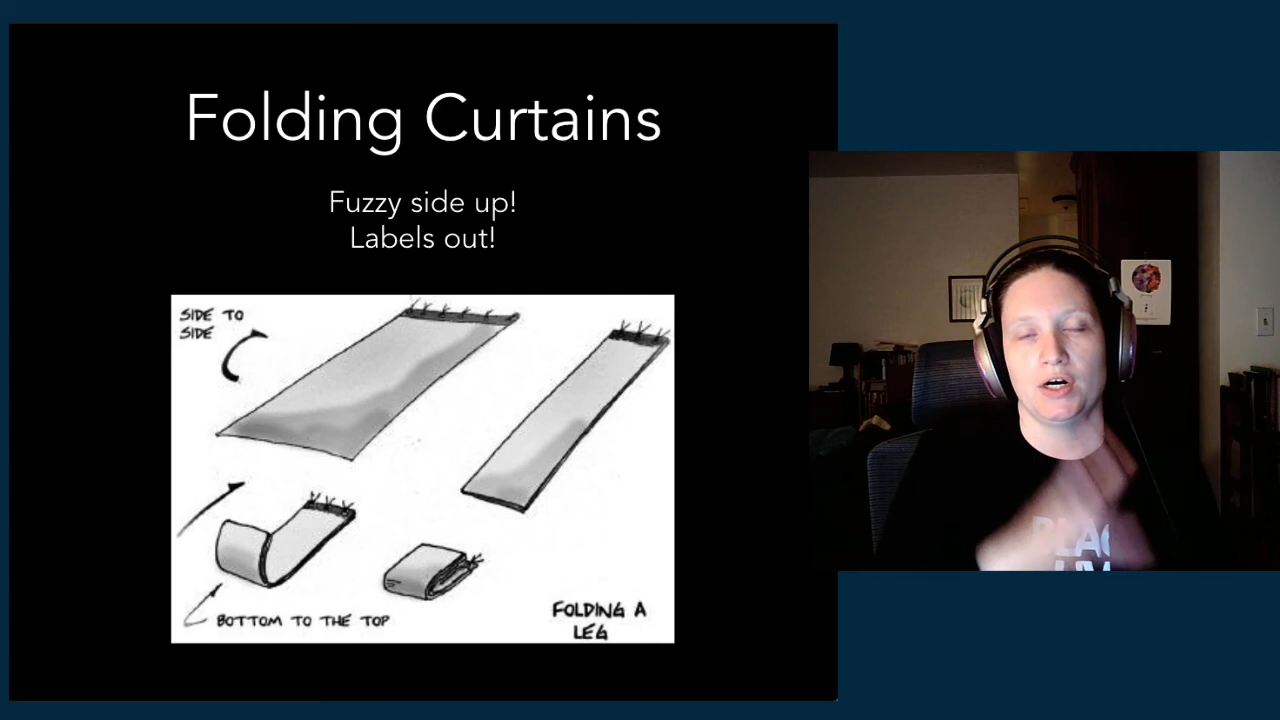 Folding Curtains
Fuzzy side up!
Labels out!
SIDE TO
SIDE
BOTTOM TO THE TOP
FOLDING A
LEG